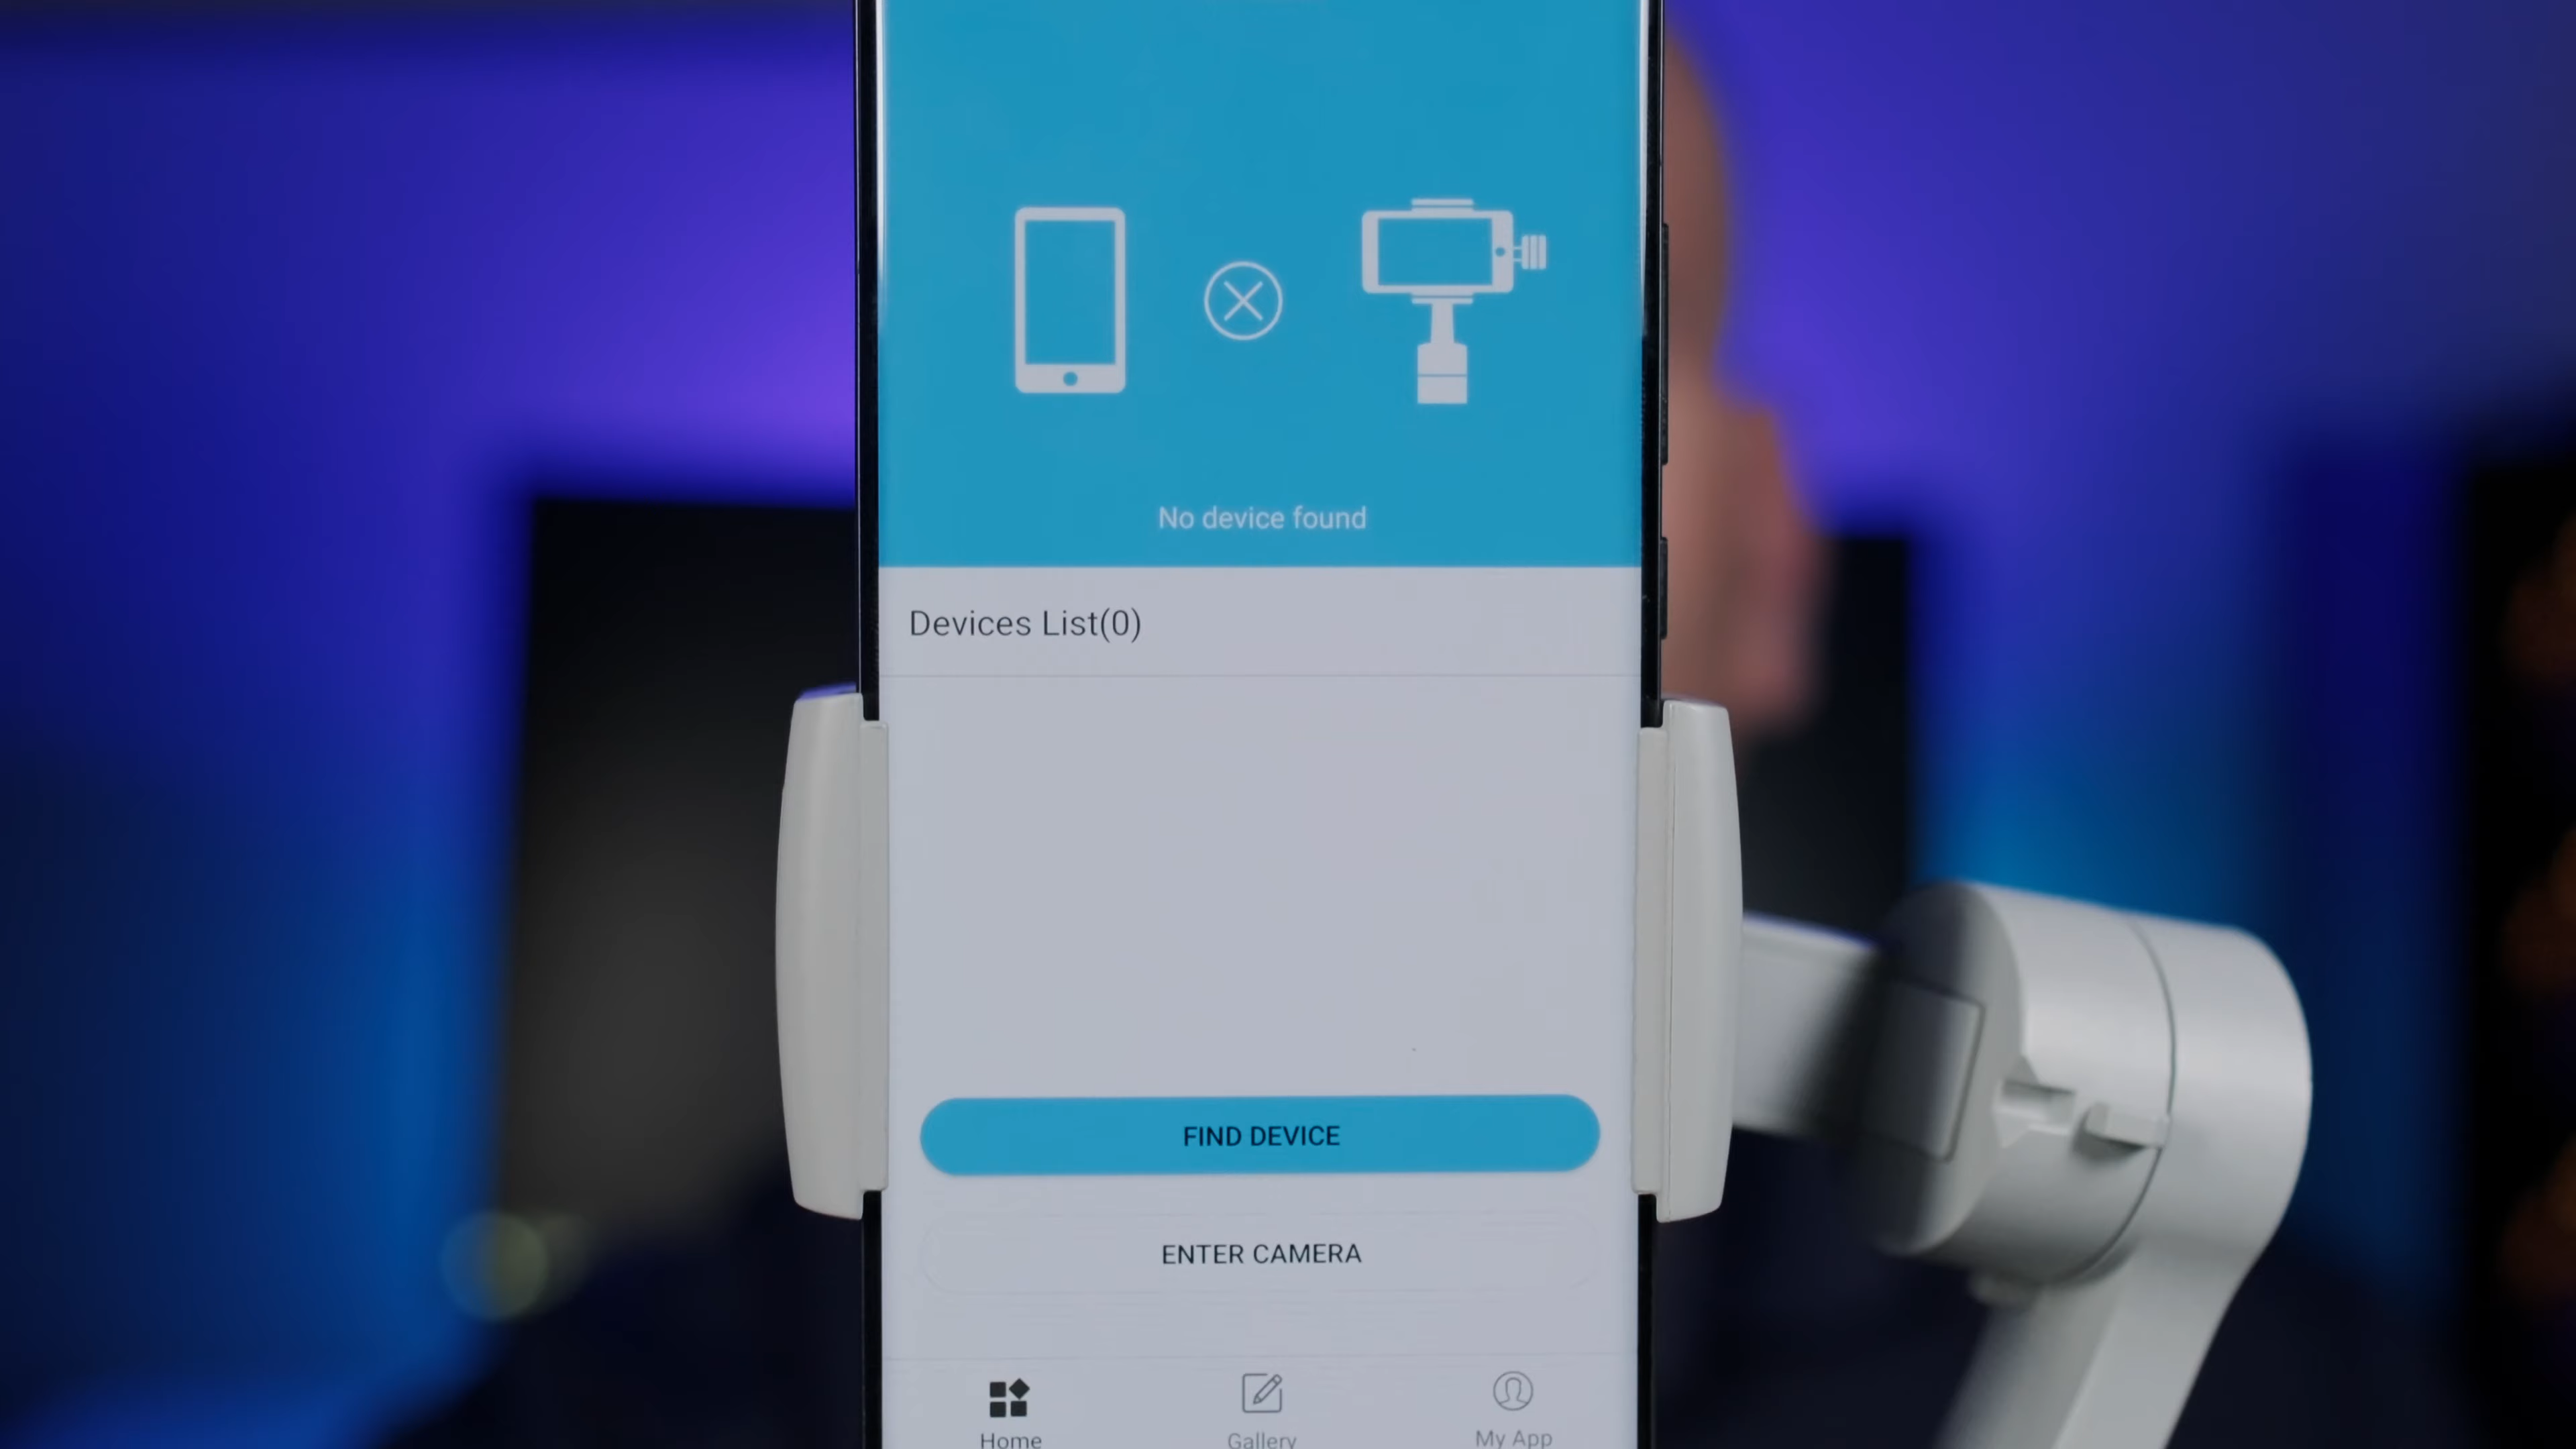 No device found
Devices List(0)
FIND DEVICE
ENTER CAMERA
Home
Gallery
My App